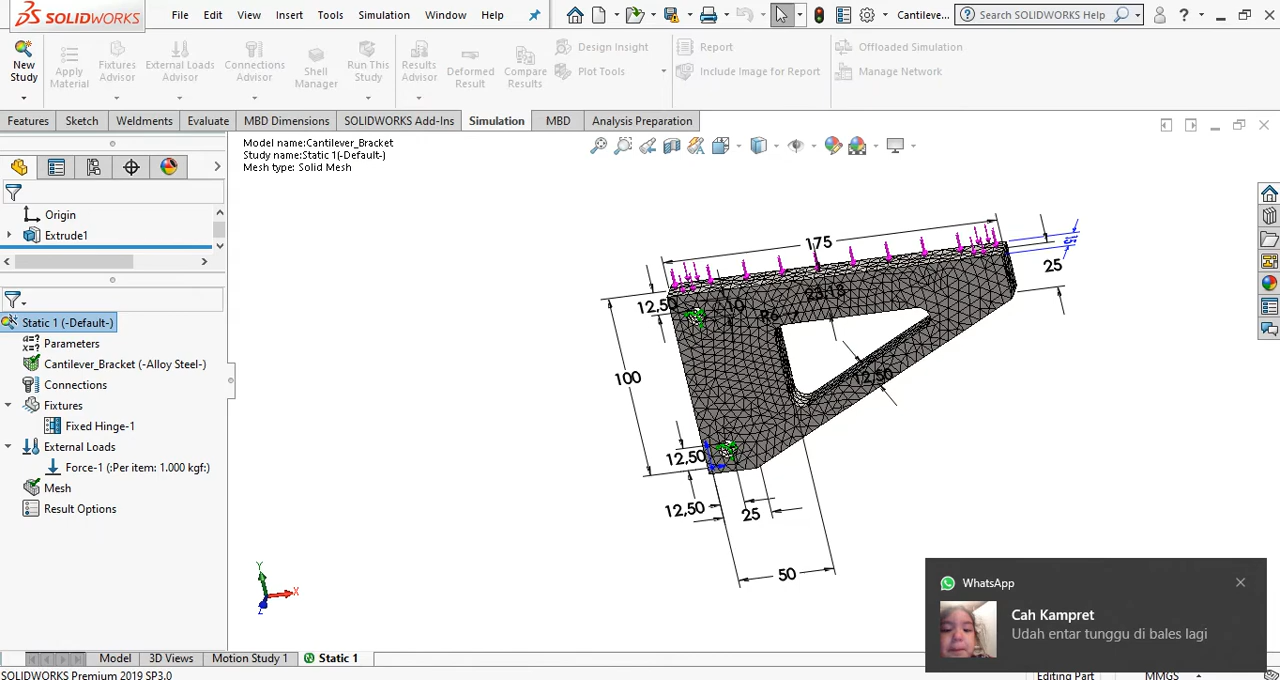 SOLIDWORKS File Edit View Insert Tools Simulation Window Help Cantileve... Search SOLIDWORKS Help ?
New Study
Apply Material
Fixtures Advisor
External Loads Advisor
Connections Advisor
Shell Manager
Run This Study
Results Advisor
Deformed Result
Compare Results
Design Insight
Plot Tools
Report
Include Image for Report
Offloaded Simulation
Manage Network
Features Sketch Weldments Evaluate MBD Dimensions SOLIDWORKS Add-Ins Simulation MBD Analysis Preparation
Model name:Cantilever_Bracket
Study name:Static 1(-Default-)
Mesh type: Solid Mesh
Origin
Extrude1
Static 1 (-Default-)
Parameters
Cantilever_Bracket (-Alloy Steel-)
Connections
Fixtures
Fixed Hinge-1
External Loads
Force-1 (:Per item: 1.000 kgf:)
Mesh
Result Options
175
25
12,50
10
100
12,50
12,50
12,50
25
50
Y
X
Z
WhatsApp
Cah Kampret
Udah entar tunggu di bales lagi
Model 3D Views Motion Study 1 Static 1
SOLIDWORKS Premium 2019 SP3.0 Editing Part MMGS